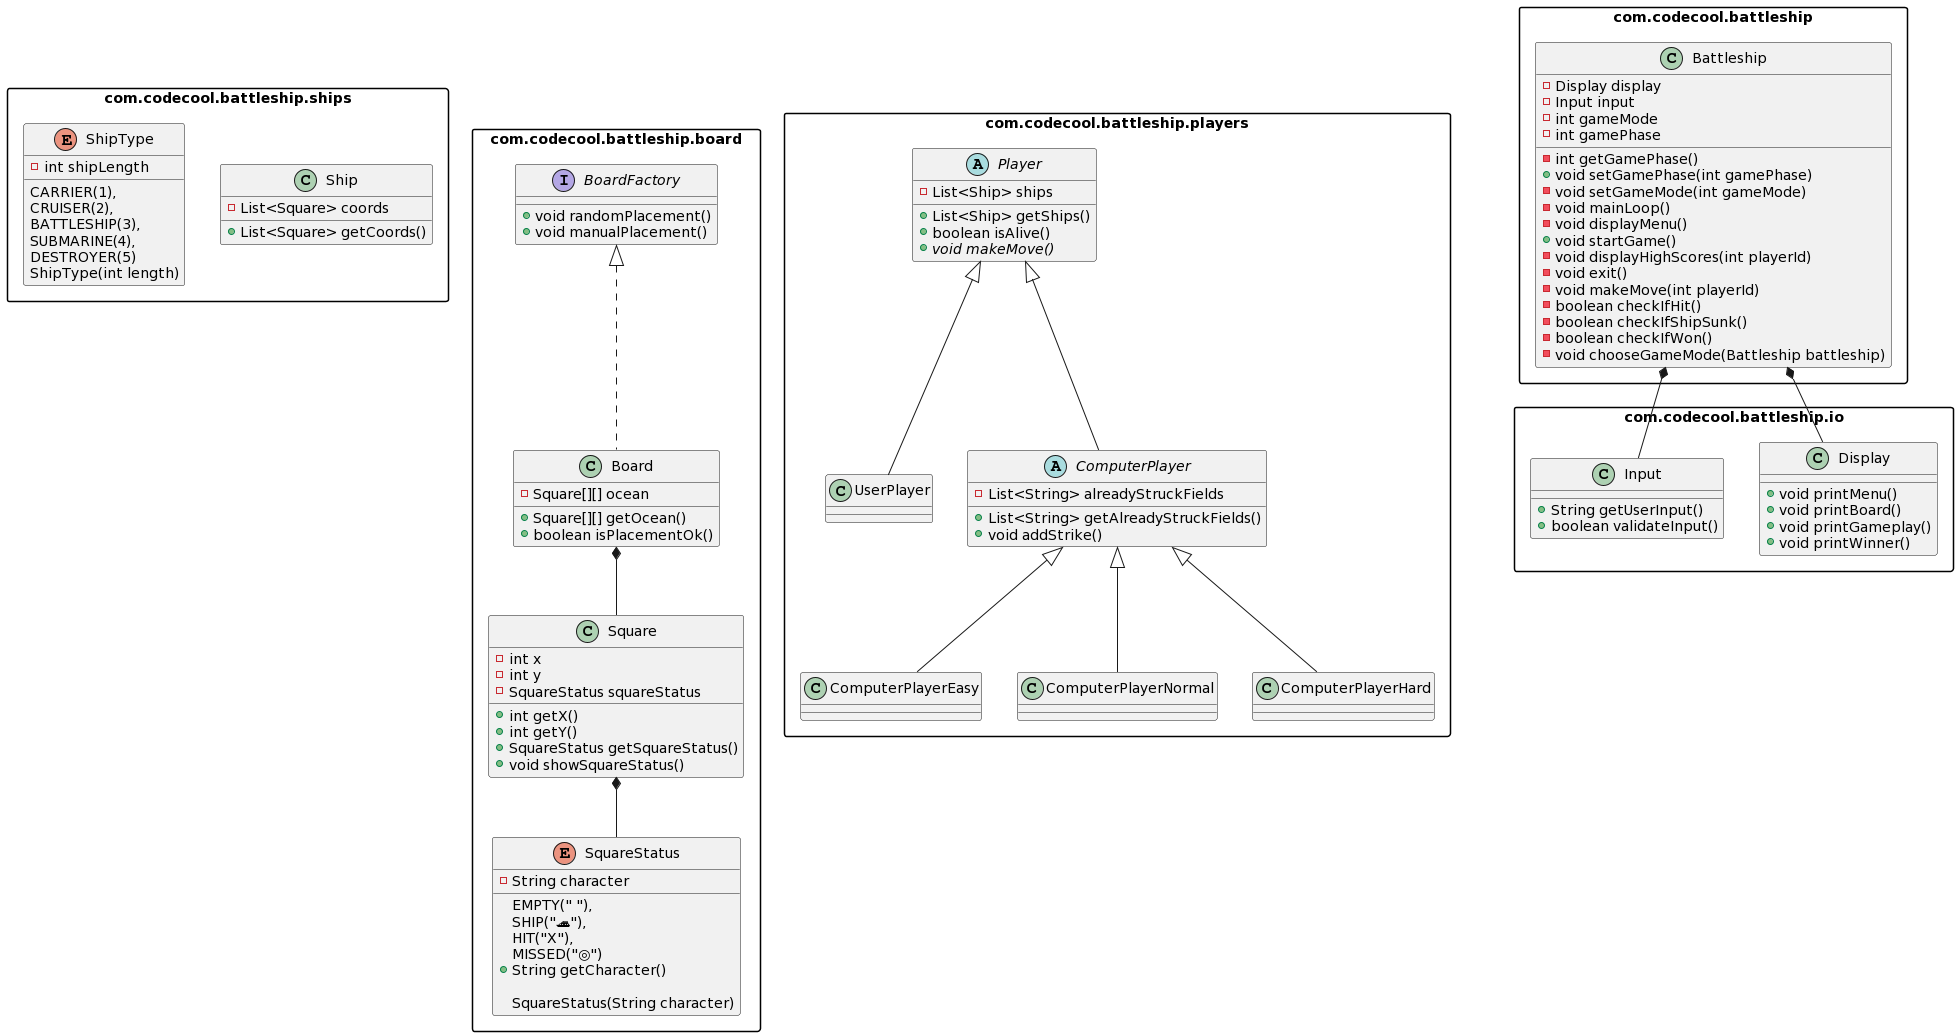 com.codecool.battleship.ships
E ShipType
int shipLength
CARRIER(1),
CRUISER(2),
BATTLESHIP(3),
SUBMARINE(4),
DESTROYER(5)
ShipType(int length)
C Ship
List<Square> coords
List<Square> getCoords()
com.codecool.battleship.board
I BoardFactory
void randomPlacement()
void manualPlacement()
C Board
Square[][] ocean
Square[][] getOcean()
boolean isPlacementOk()
C Square
int x
int y
SquareStatus squareStatus
int getX()
int getY()
SquareStatus getSquareStatus()
void showSquareStatus()
E SquareStatus
String character
EMPTY(" "),
SHIP("⛴"),
HIT("X"),
MISSED("◎")
String getCharacter()
SquareStatus(String character)
com.codecool.battleship.players
A Player
List<Ship> ships
List<Ship> getShips()
boolean isAlive()
void makeMove()
C UserPlayer
A ComputerPlayer
List<String> alreadyStruckFields
List<String> getAlreadyStruckFields()
void addStrike()
C ComputerPlayerEasy
C ComputerPlayerNormal
C ComputerPlayerHard
com.codecool.battleship
C Battleship
Display display
Input input
int gameMode
int gamePhase
int getGamePhase()
void setGamePhase(int gamePhase)
void setGameMode(int gameMode)
void mainLoop()
void displayMenu()
void startGame()
void displayHighScores(int playerId)
void exit()
void makeMove(int playerId)
boolean checkIfHit()
boolean checkIfShipSunk()
boolean checkIfWon()
void chooseGameMode(Battleship battleship)
com.codecool.battleship.io
C Input
String getUserInput()
boolean validateInput()
C Display
void printMenu()
void printBoard()
void printGameplay()
void printWinner()